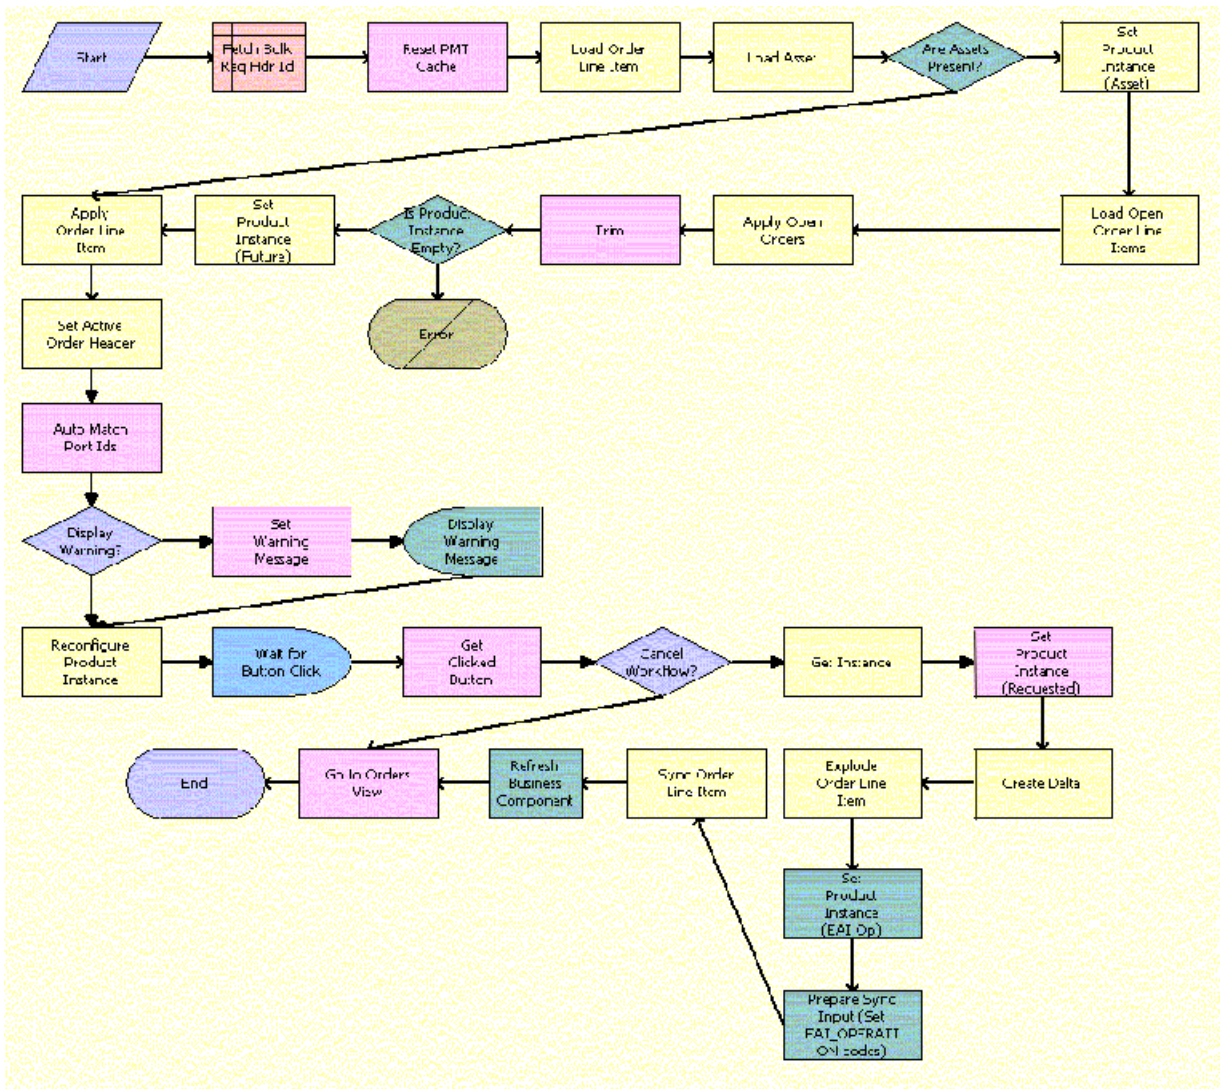 Start
Fetch Bulk
Req Hdr Id
Reset PMT
Cache
Load Order
Line Item
Load Asset
Are Assets
Present?
Set
Product
Instance
(Asset)
Apply
Order Line
Item
Set
Product
Instance
(Future)
Is Product
Instance
Empty?
Trim
Apply Open
Orders
Load Open
Order Line
Items
Set Active
Order Header
Error
Auto Match
Port Ids
Display
Warning?
Set
Warning
Message
Display
Warning
Message
Reconfigure
Product
Instance
Wait for
Button Click
Get
Clicked
Button
Cancel
Workflow?
Get Instance
Set
Product
Instance
(Requested)
End
Go to Orders
View
Refresh
Business
Component
Sync Order
Line Item
Explode
Order Line
Item
Create Delta
Set
Product
Instance
(EAI Op)
Prepare Sync
Input (Set
EAI_OPERATI
ON codes)